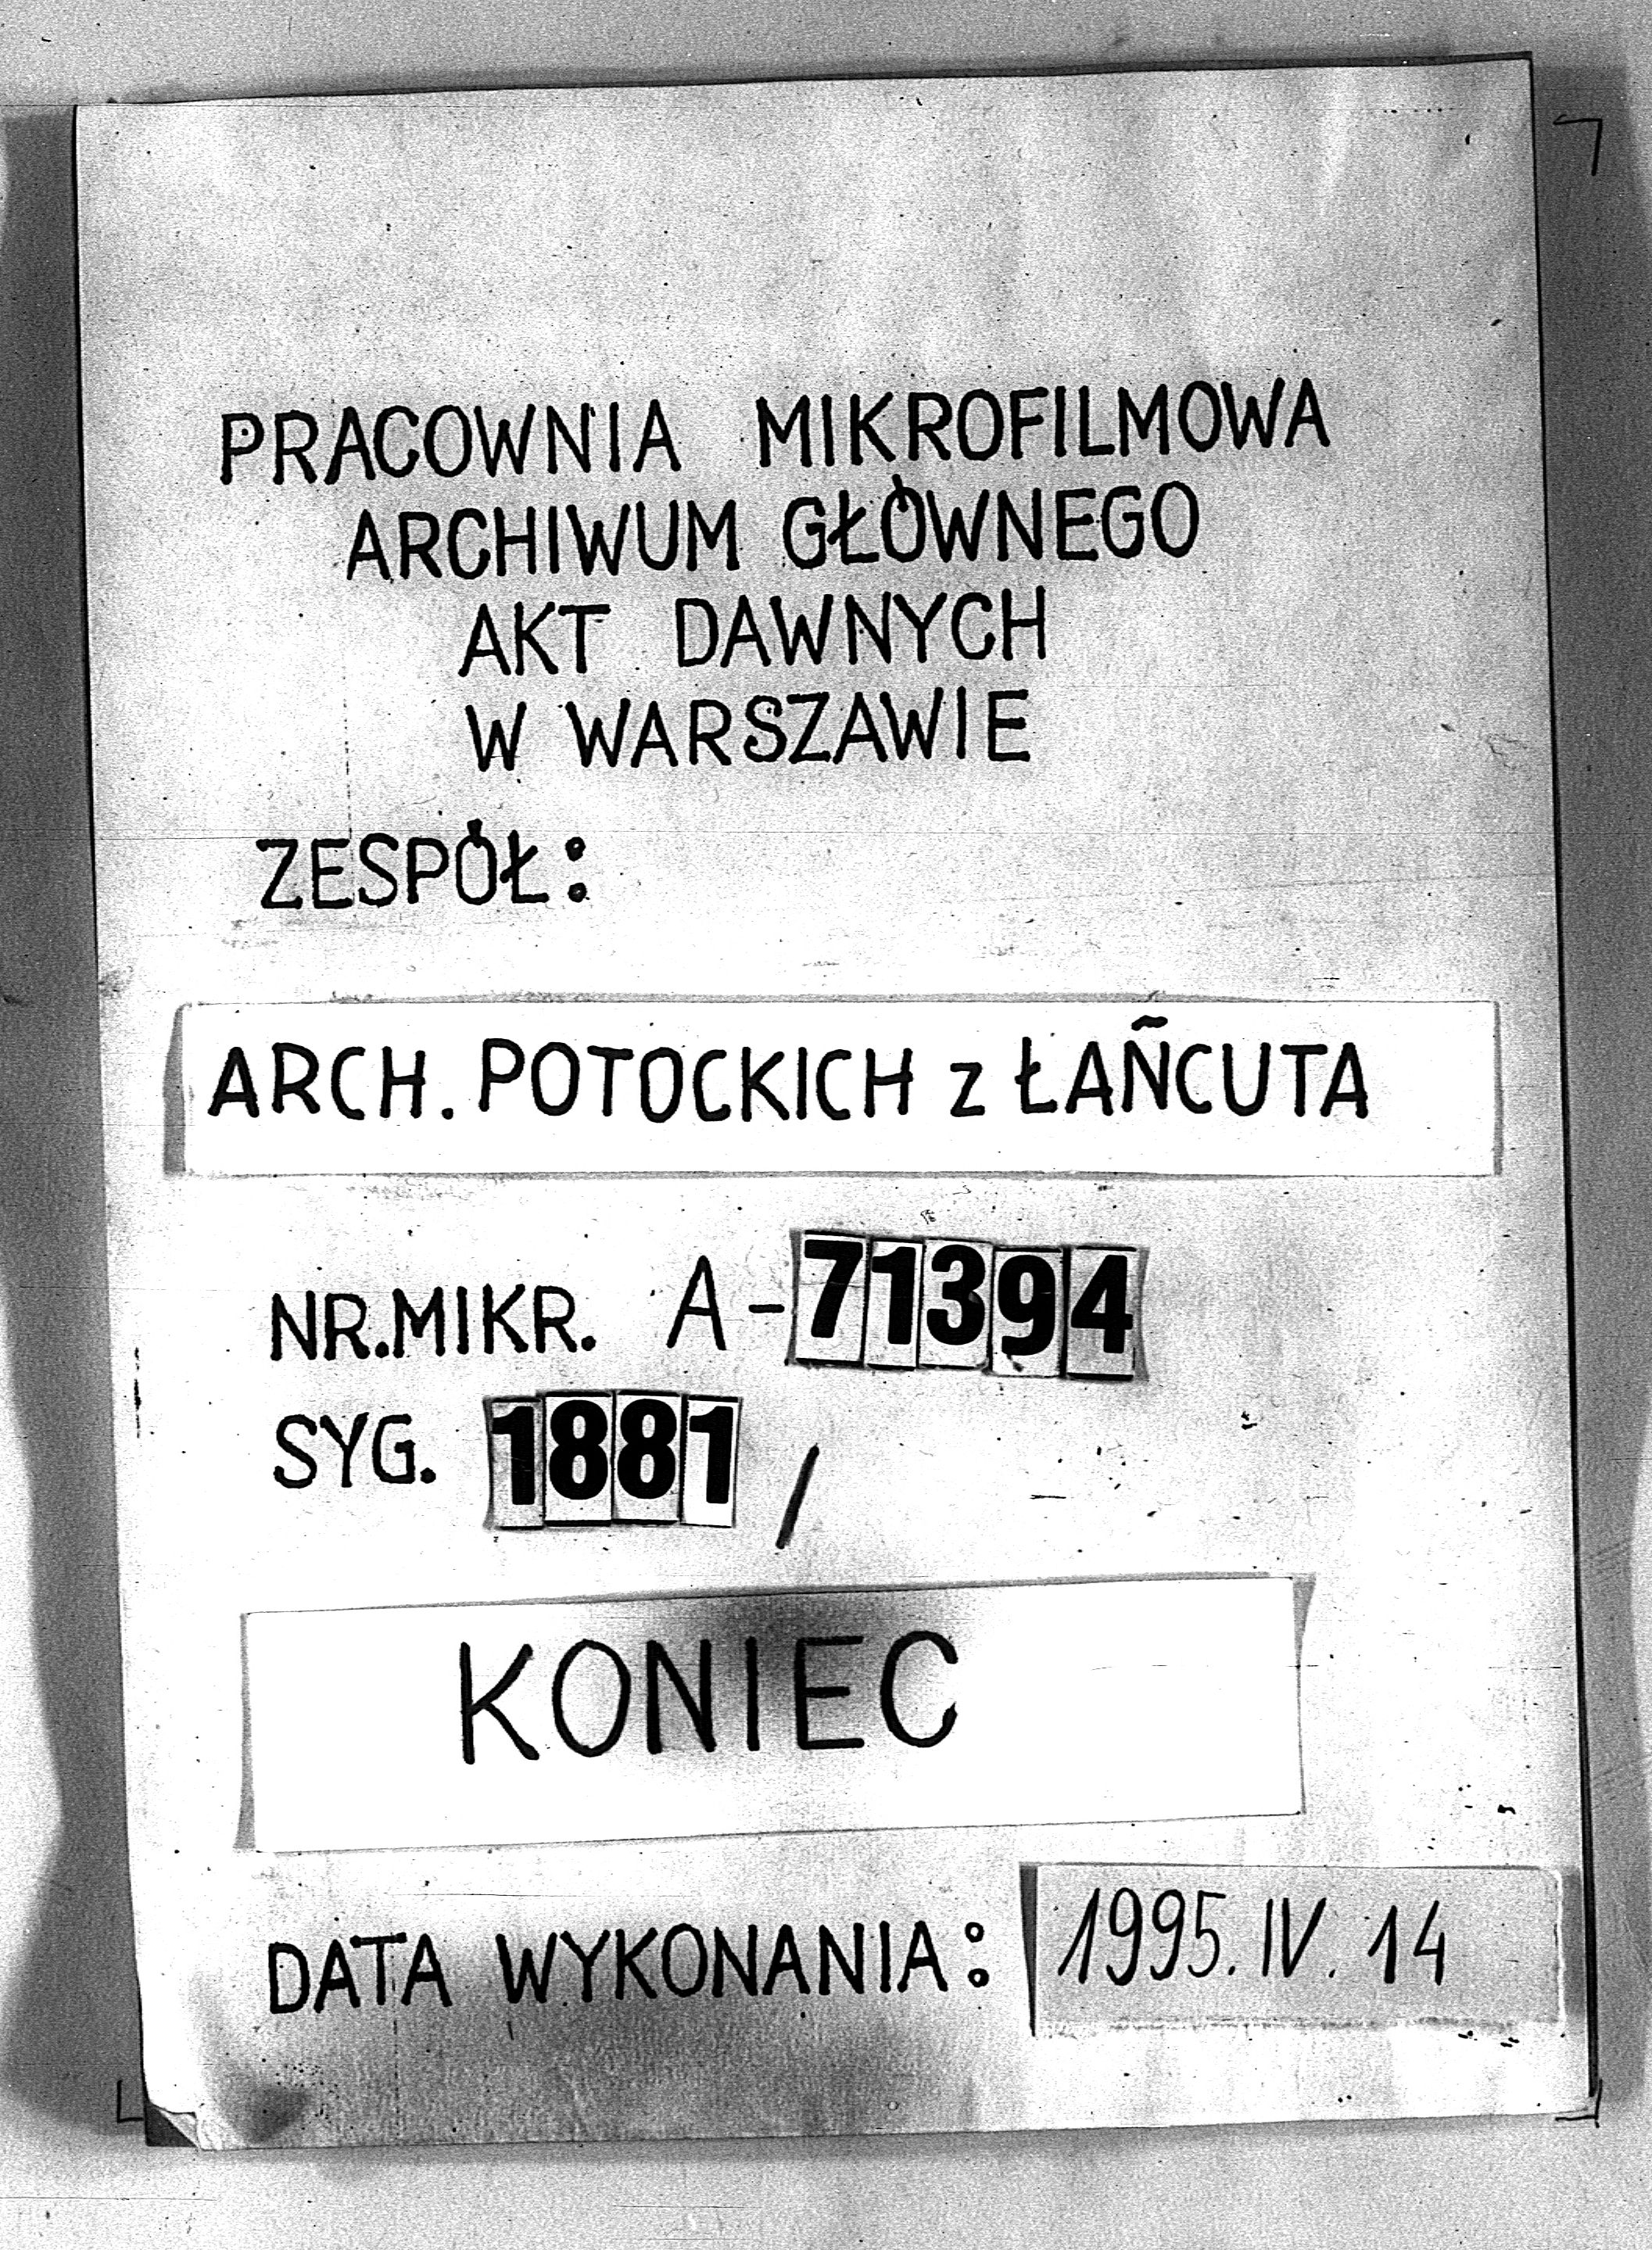 PRACOWNIA MIKROFILMOWA
ARCHIWUM GŁÓWNEGO
AKT DAWNYCH
W WARSZAWIE
ZESPÓŁ:
ARCH. POTOCKICH z ŁAÑCUTA
NR.MIKR. A-71394
SYG. 1881 /
KONIEC
DATA WYKONANIA: 1995.IV.14